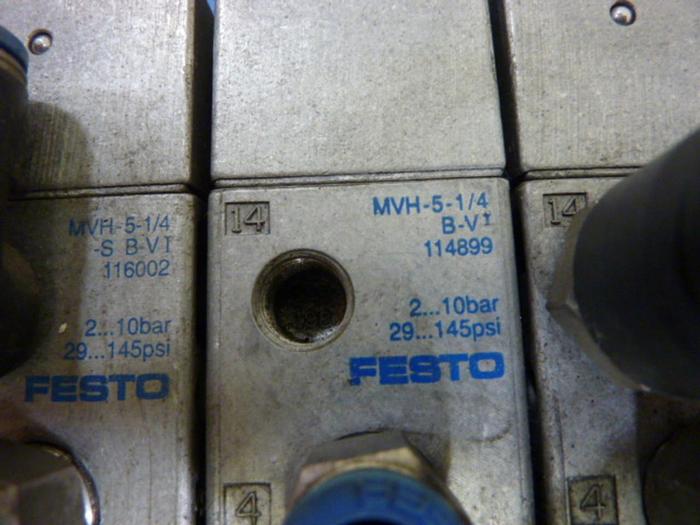 MVH-5-1/4
-S B-VI
116002
2...10bar
29...145psi
FESTO
14
MVH-5-1/4
B-VI
114899
2...10bar
29...145psi
FESTO
4
14
4